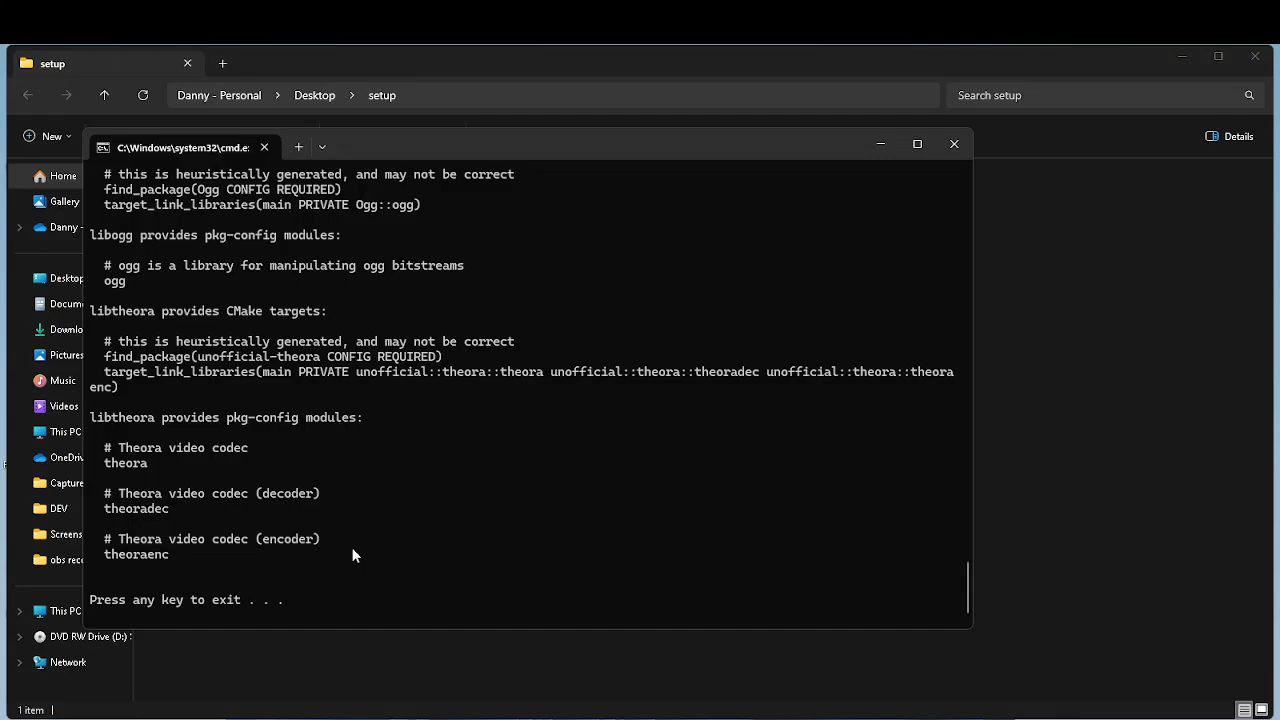 setup
Danny - Personal > Desktop > setup
Search setup
New
Details
C:\Windows\system32\cmd.e:
Home
Gallery
Danny -
Desktop
Docume
Downlo
Pictures
Music
Videos
This PC
OneDriv
Capture
DEV
Screens
obs reco
This PC
DVD RW Drive (D:) :
Network
1 item
# this is heuristically generated, and may not be correct
find_package(Ogg CONFIG REQUIRED)
target_link_libraries(main PRIVATE Ogg::ogg)
libogg provides pkg-config modules:
# ogg is a library for manipulating ogg bitstreams
ogg
libtheora provides CMake targets:
# this is heuristically generated, and may not be correct
find_package(unofficial-theora CONFIG REQUIRED)
target_link_libraries(main PRIVATE unofficial::theora::theora unofficial::theora::theoradec unofficial::theora::theora
enc)
libtheora provides pkg-config modules:
# Theora video codec
theora
# Theora video codec (decoder)
theoradec
# Theora video codec (encoder)
theoraenc
Press any key to exit . . .